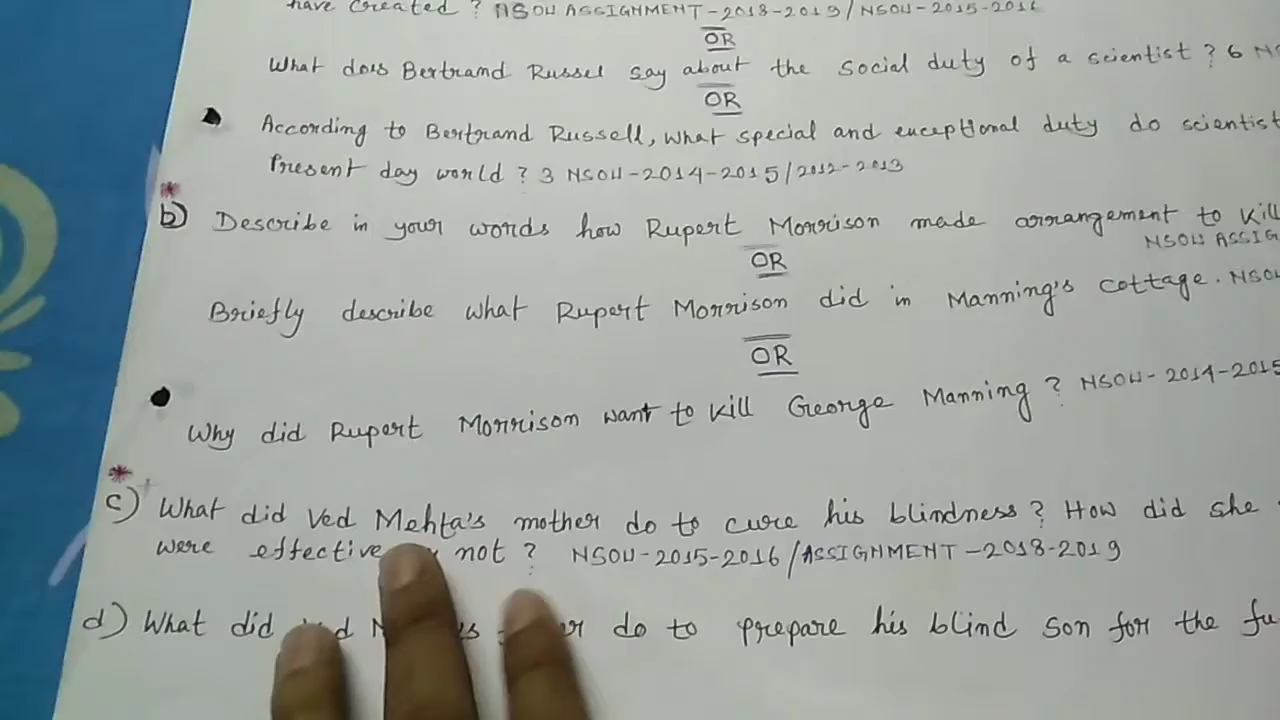 have created ? NSOU ASSIGNMENT-2018-2019/NSOU-2015-2016
OR
What does Bertrand Russel say about the social duty of a scientist ? 6
OR
According to Bertrand Russell, what special and enceptional duty do scientist
Present day world ? 3 NSOU-2014-2015/2012-2013
b) Describe in your words how Rupert Morrison made arrangement to kill
NSOU ASSIG
OR
Briefly describe what Rupert Morrison did in Manning's cottage. NSOU
OR
Why did Rupert Morrison want to kill George Manning ? NSOU-2014-2015
c) What did Ved Mehta's mother do to cure his blindness ? How did she
were effective not ? NSOU-2015-2016/ASSIGNMENT-2018-2019
d) What did do to prepare his blind son for the fu